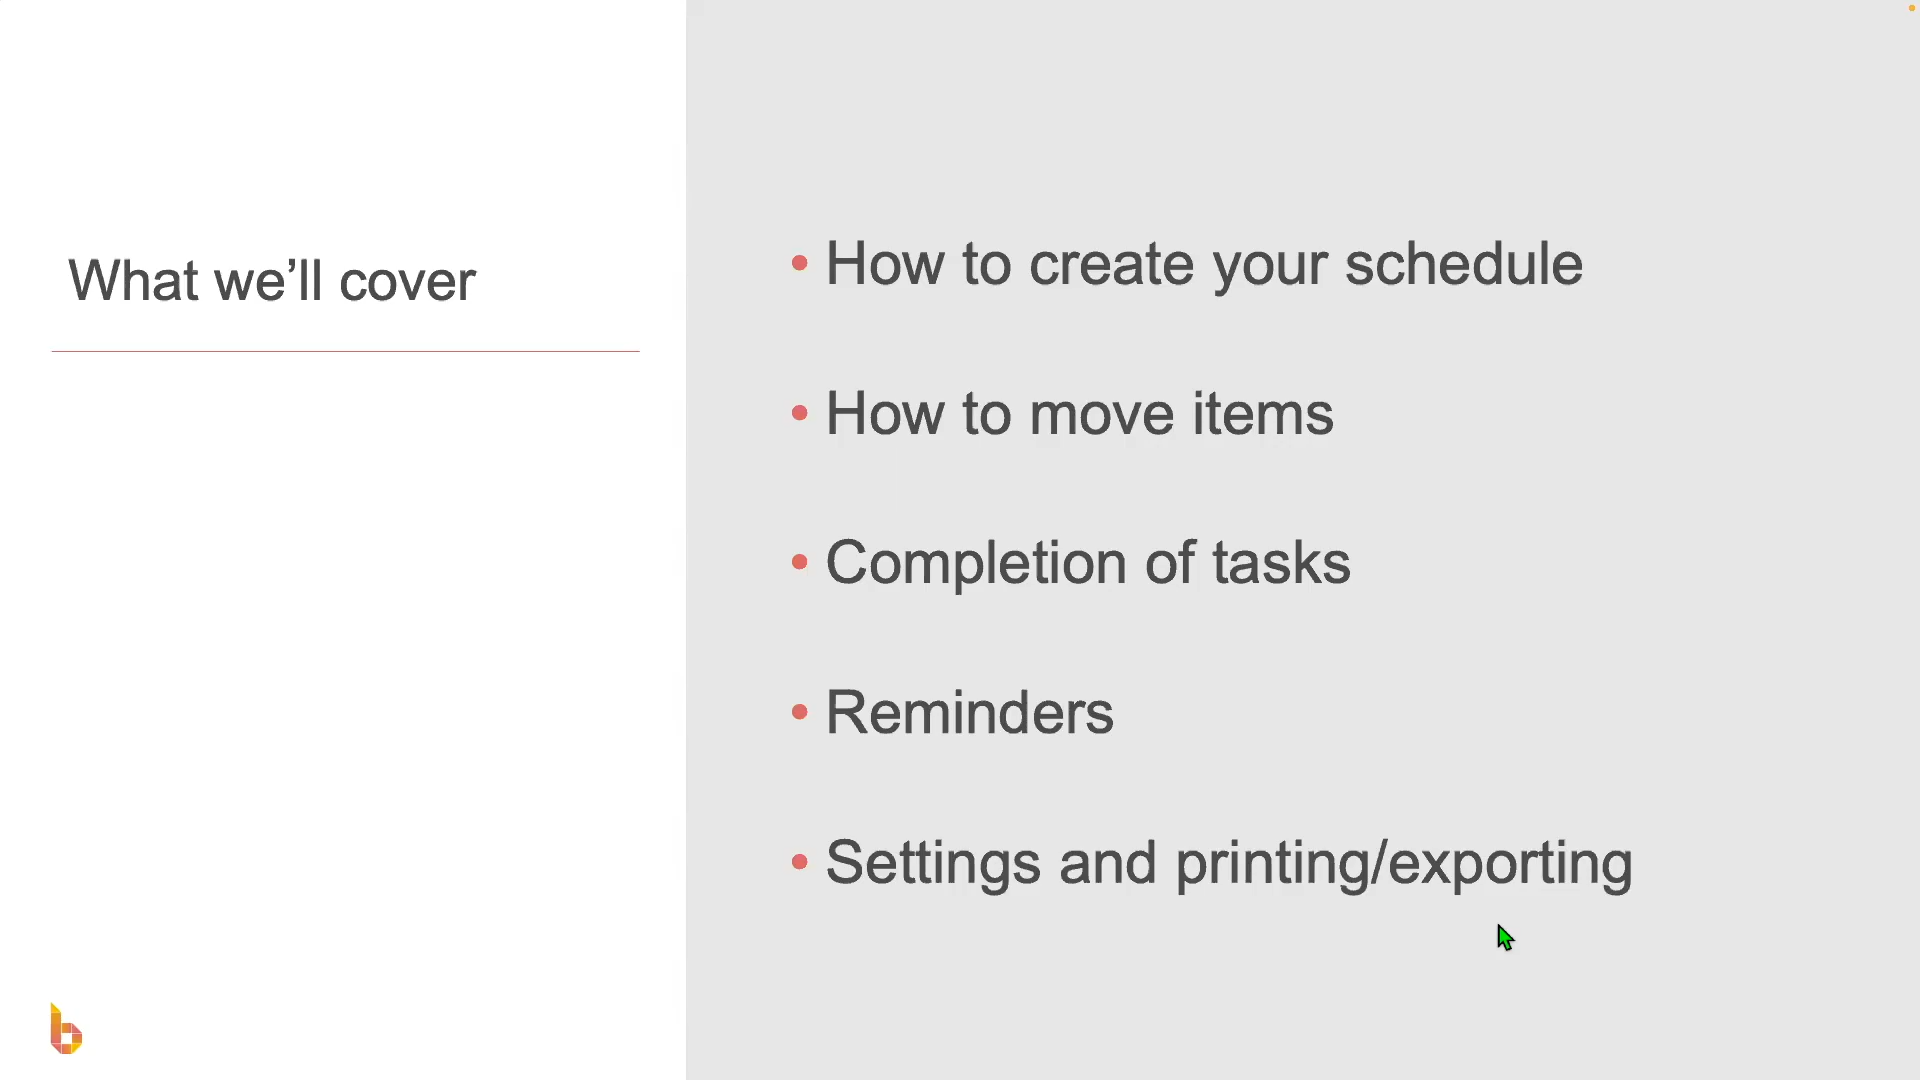 What we’ll cover
• How to create your schedule
• How to move items
• Completion of tasks
• Reminders
• Settings and printing/exporting